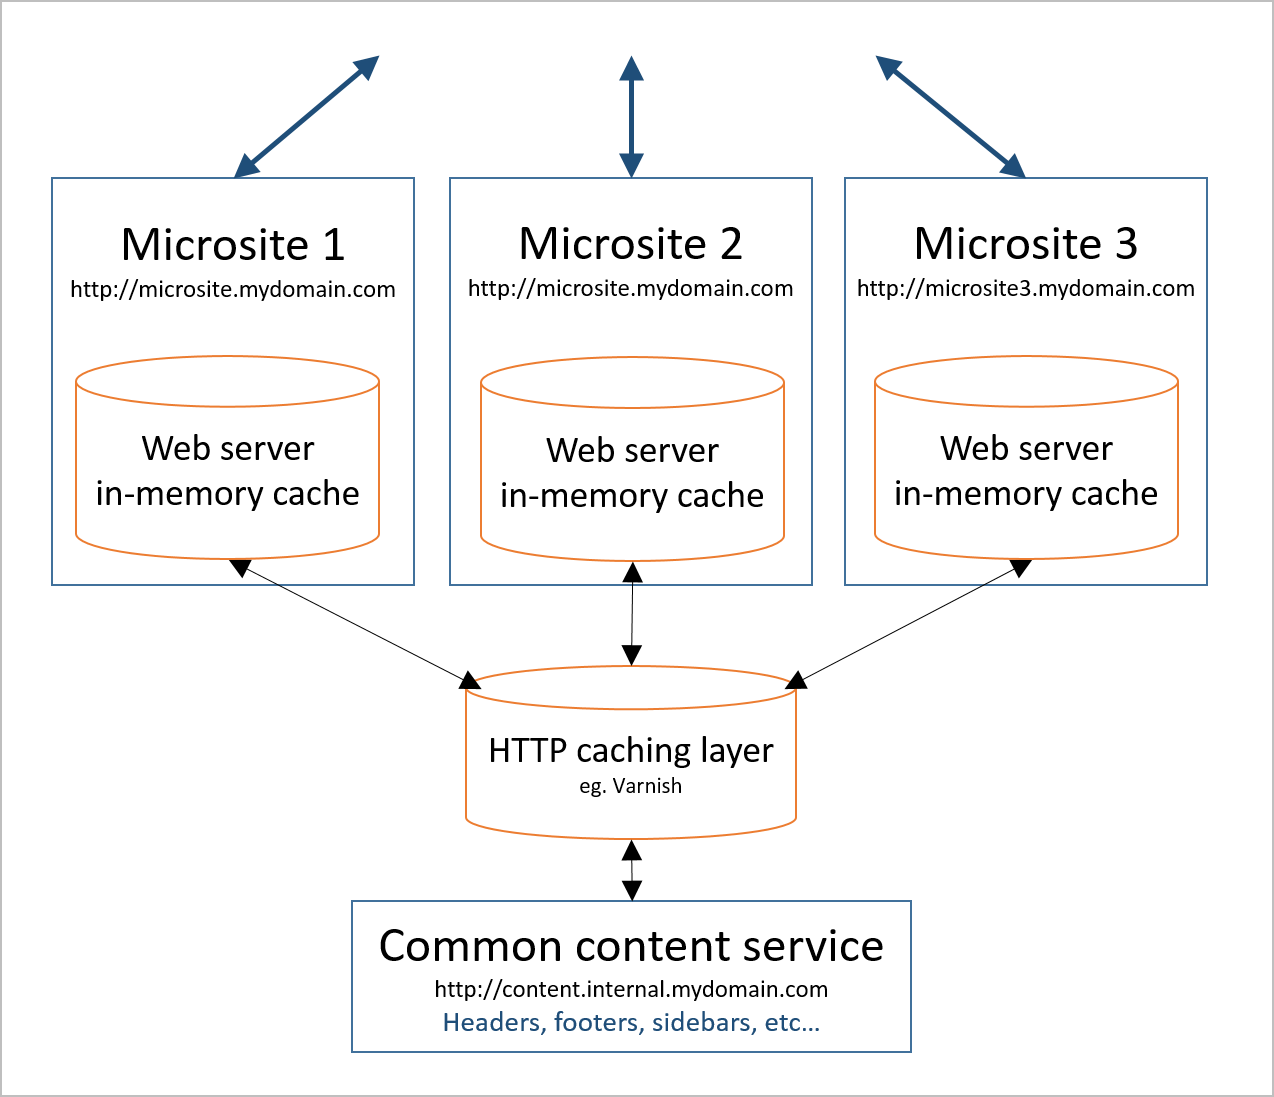 Microsite 1
http://microsite.mydomain.com
Web server
in-memory cache
Microsite 2
http://microsite.mydomain.com
Web server
in-memory cache
Microsite 3
http://microsite3.mydomain.com
Web server
in-memory cache
HTTP caching layer
eg. Varnish
Common content service
http://content.internal.mydomain.com
Headers, footers, sidebars, etc...